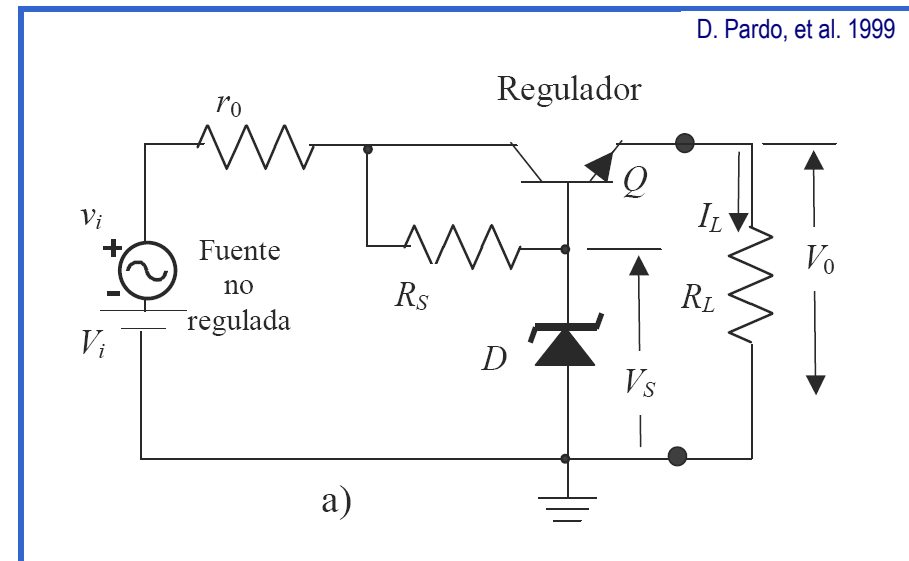 D. Pardo, et al. 1999
Regulador
r0
Q
vi
+
-
Fuente
no
regulada
Vi
RS
IL
RL
V0
D
VS
a)